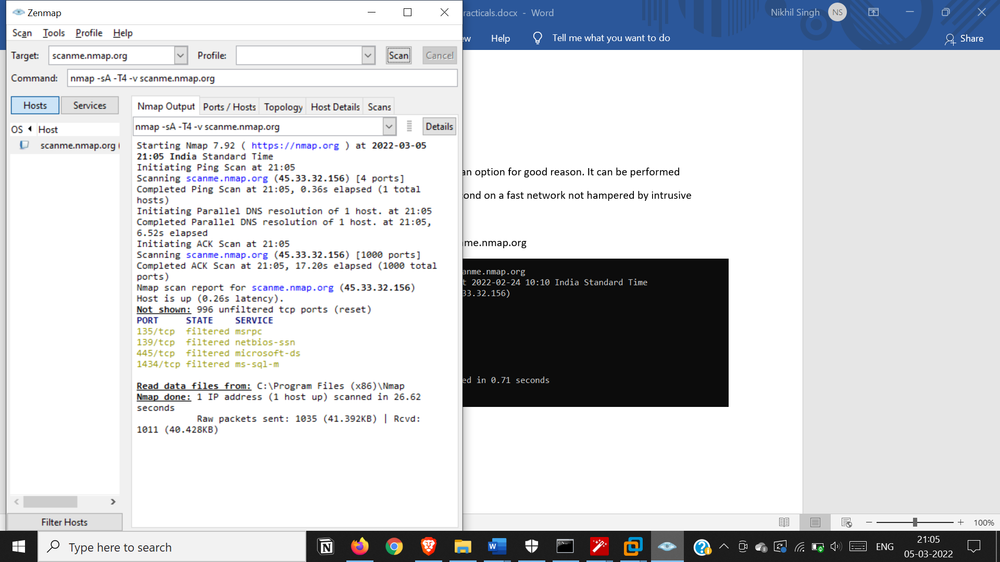 Zenmap
Scan Tools Profile Help
Target: scanme.nmap.org Profile: Scan Cancel
Command: nmap -sA -T4 -v scanme.nmap.org
Hosts Services
OS Host
scanme.nmap.org (
Nmap Output Ports / Hosts Topology Host Details Scans
nmap -sA -T4 -v scanme.nmap.org Details
Starting Nmap 7.92 ( https://nmap.org ) at 2022-03-05
21:05 India Standard Time
Initiating Ping Scan at 21:05
Scanning scanme.nmap.org (45.33.32.156) [4 ports]
Completed Ping Scan at 21:05, 0.36s elapsed (1 total
hosts)
Initiating Parallel DNS resolution of 1 host. at 21:05
Completed Parallel DNS resolution of 1 host. at 21:05,
6.52s elapsed
Initiating ACK Scan at 21:05
Scanning scanme.nmap.org (45.33.32.156) [1000 ports]
Completed ACK Scan at 21:05, 17.20s elapsed (1000 total
ports)
Nmap scan report for scanme.nmap.org (45.33.32.156)
Host is up (0.26s latency).
Not shown: 996 unfiltered tcp ports (reset)
PORT STATE SERVICE
135/tcp filtered msrpc
139/tcp filtered netbios-ssn
445/tcp filtered microsoft-ds
1434/tcp filtered ms-sql-m
Read data files from: C:\Program Files (x86)\Nmap
Nmap done: 1 IP address (1 host up) scanned in 26.62
seconds
Raw packets sent: 1035 (41.392KB) | Rcvd:
1011 (40.428KB)
Filter Hosts
racticals.docx - Word
Nikhil Singh NS
ew Help Tell me what you want to do Share
an option for good reason. It can be performed
ond on a fast network not hampered by intrusive
me.nmap.org
anme.nmap.org
t 2022-02-24 10:10 India Standard Time
33.32.156)
ed in 0.71 seconds
100%
Type here to search
ENG
21:05
05-03-2022